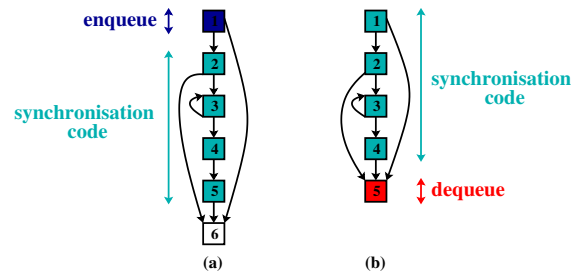 enqueue
1
2
synchronisation
code
3
4
5
6
(a)
1
2
synchronisation
code
3
4
5
dequeue
(b)